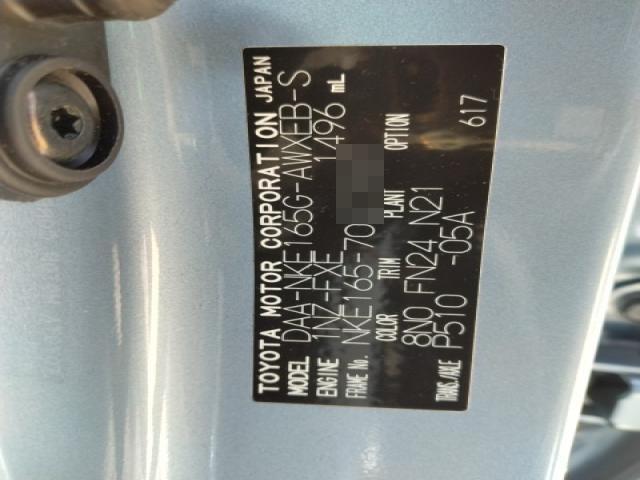 TOYOTA MOTOR CORPORATION JAPAN
MODEL DAA-NKE165G-AWXEB-S
ENGINE 1NZ-FXE 1496 mL
FRAME No. NKE165-70
COLOR TRIM PLANT OPTION
8N0 FN24 N21
TRANS./AXLE P510 -05A 617